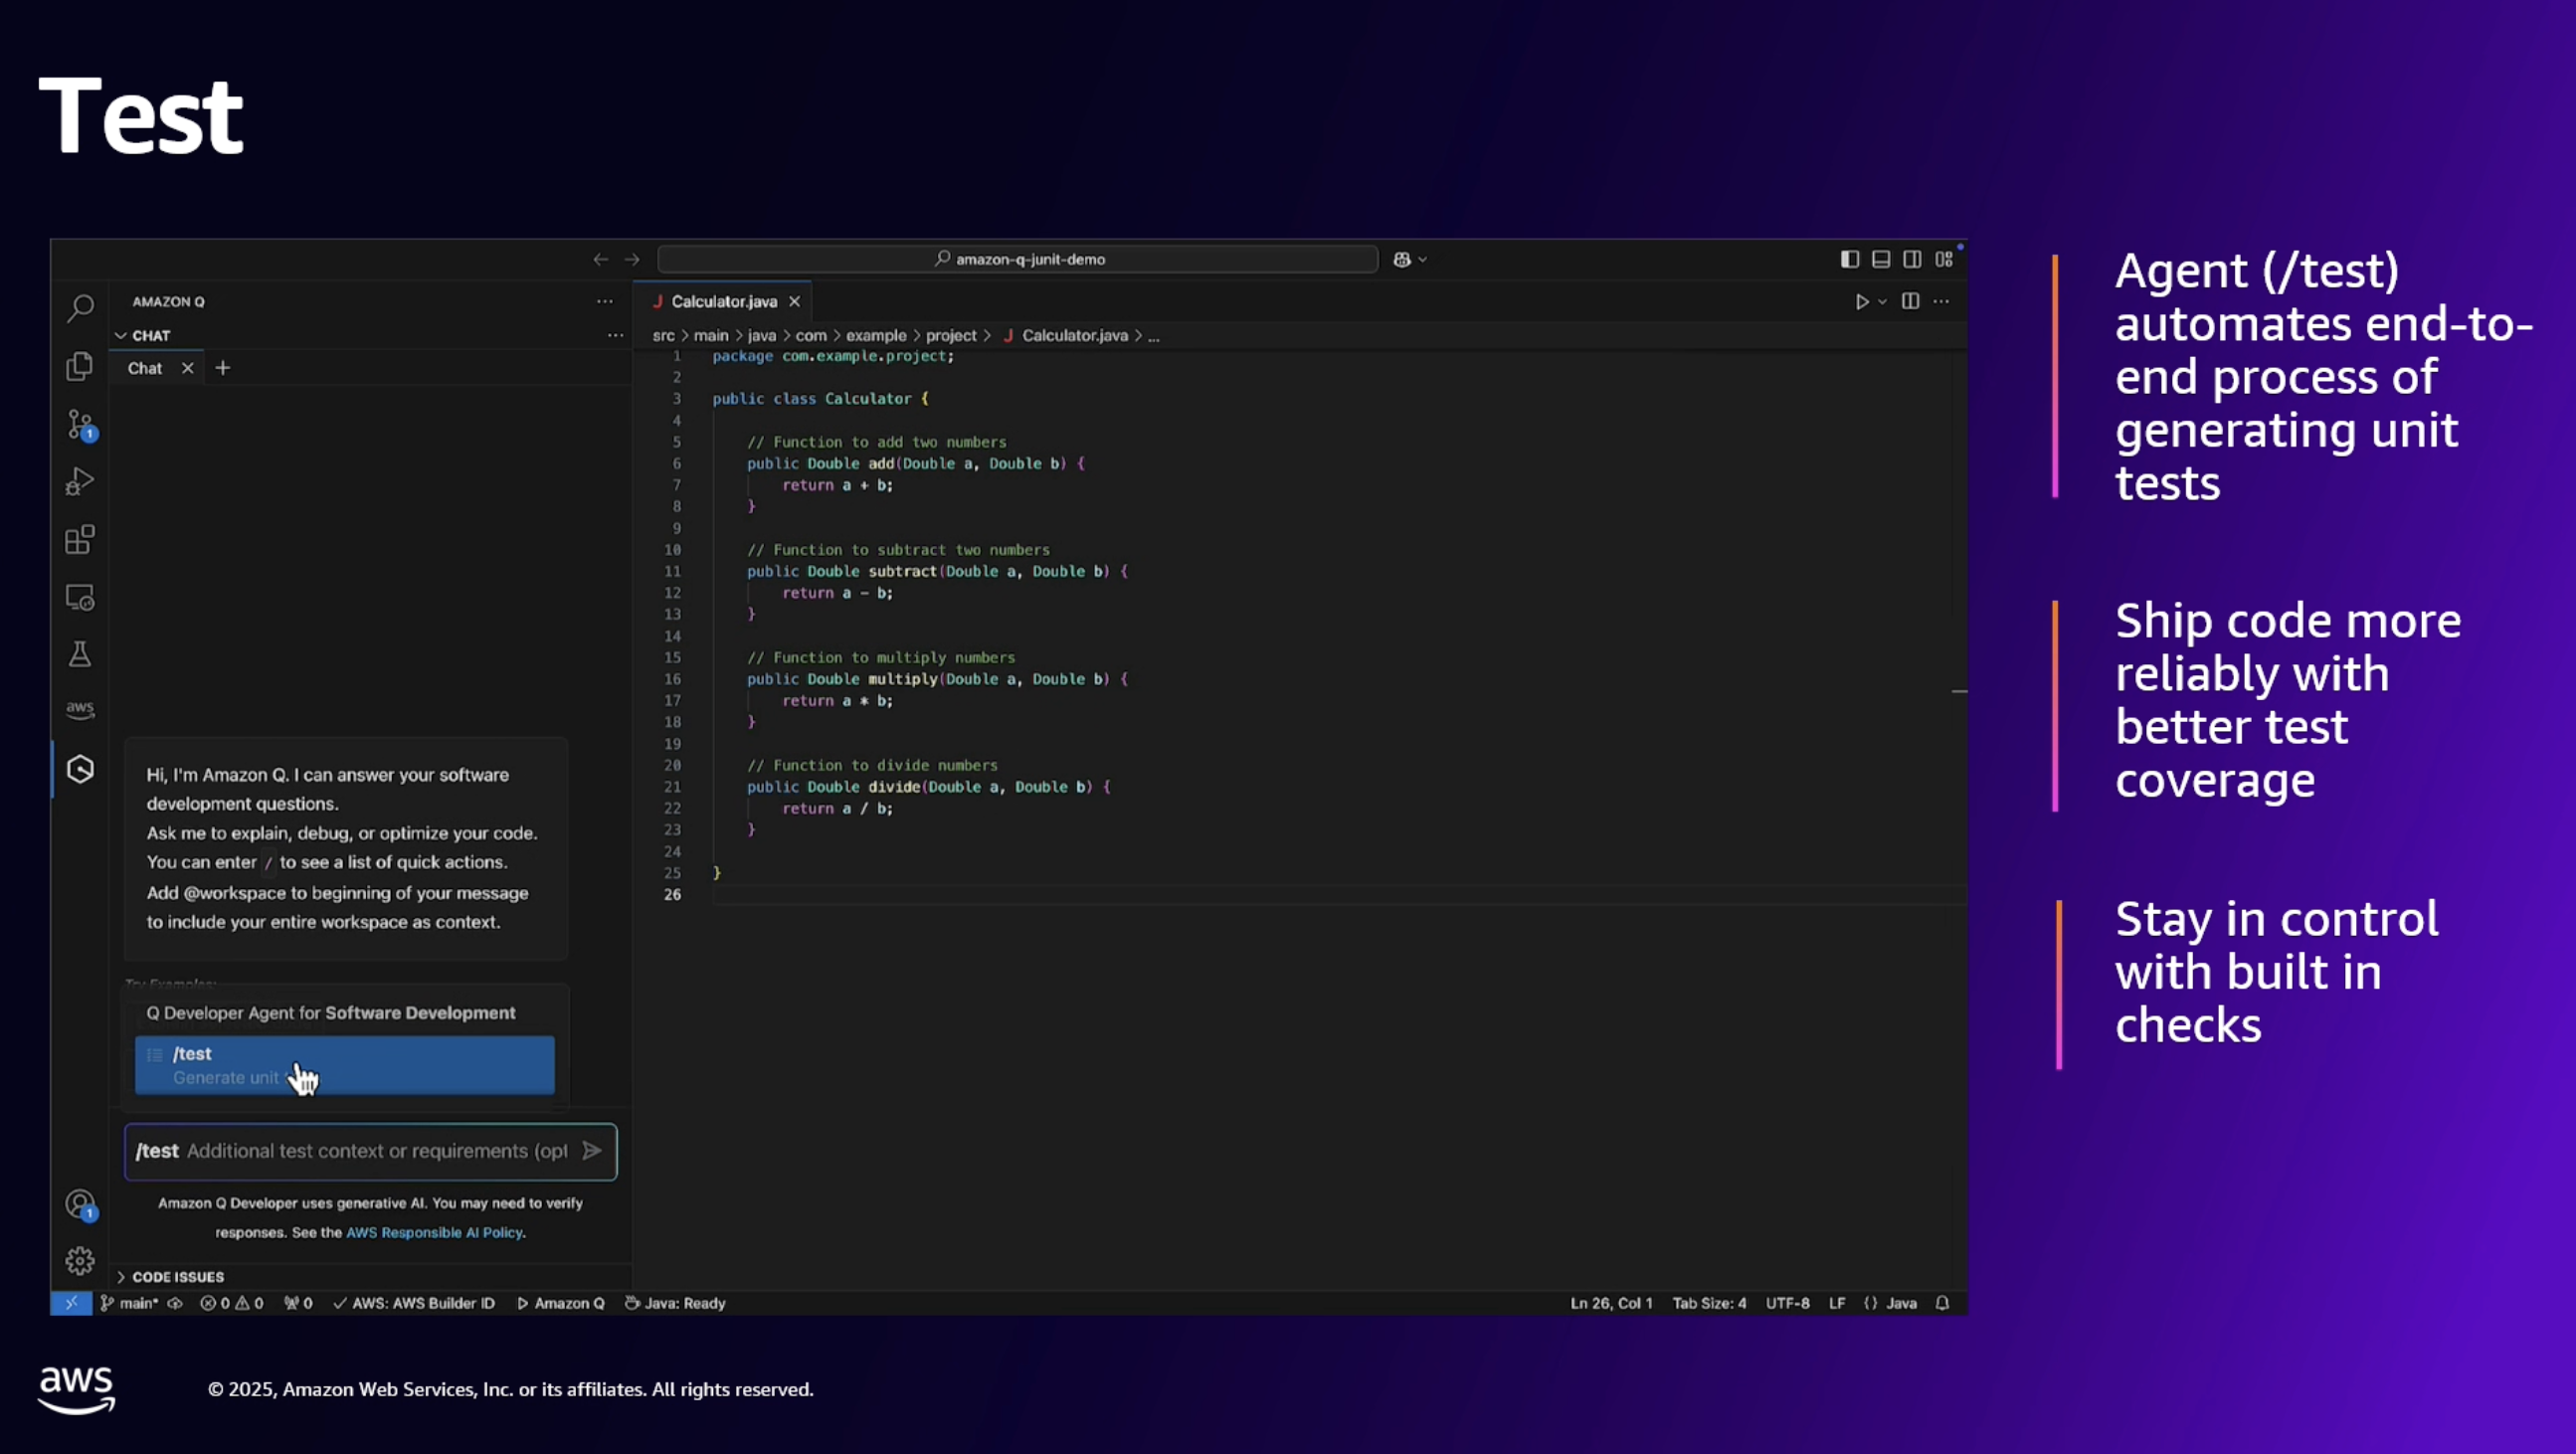 Test
amazon-q-junit-demo
AMAZON Q
CHAT
Chat
Hi, I'm Amazon Q. I can answer your software
development questions.
Ask me to explain, debug, or optimize your code.
You can enter / to see a list of quick actions.
Add @workspace to beginning of your message
to include your entire workspace as context.
Try Examples:
Q Developer Agent for Software Development
/test
Generate unit
/test Additional test context or requirements (opt
Amazon Q Developer uses generative AI. You may need to verify
responses. See the AWS Responsible AI Policy.
CODE ISSUES
aws
1
1
Calculator.java
src > main > java > com > example > project > J Calculator.java > ...
1 package com.example.project;
2
3 public class Calculator {
4
5 // Function to add two numbers
6 public Double add(Double a, Double b) {
7 return a + b;
8 }
9
10 // Function to subtract two numbers
11 public Double subtract(Double a, Double b) {
12 return a - b;
13 }
14
15 // Function to multiply numbers
16 public Double multiply(Double a, Double b) {
17 return a * b;
18 }
19
20 // Function to divide numbers
21 public Double divide(Double a, Double b) {
22 return a / b;
23 }
24
25 }
26
main* 0 0 0 AWS: AWS Builder ID Amazon Q Java: Ready
Ln 26, Col 1 Tab Size: 4 UTF-8 LF {} Java
Agent (/test)
automates end-to-
end process of
generating unit
tests
Ship code more
reliably with
better test
coverage
Stay in control
with built in
checks
aws
© 2025, Amazon Web Services, Inc. or its affiliates. All rights reserved.